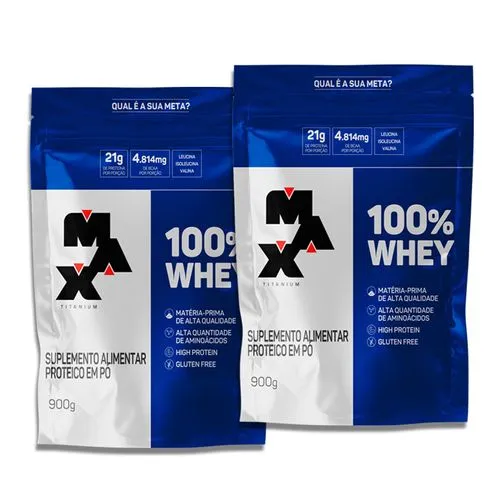 QUAL É A SUA META?
21g
DE PROTEÍNA
POR PORÇÃO
4.814mg
DE BCAA
POR PORÇÃO
LEUCINA
ISOLEUCINA
VALINA
MAX
TITANIUM
100%
WHEY
MATÉRIA-PRIMA
DE ALTA QUALIDADE
ALTA QUANTIDADE
DE AMINOÁCIDOS
HIGH PROTEIN
GLUTEN FREE
SUPLEMENTO ALIMENTAR
PROTEICO EM PÓ
900g
QUAL É A SUA META?
21g
DE PROTEÍNA
POR PORÇÃO
4.814mg
DE BCAA
POR PORÇÃO
LEUCINA
ISOLEUCINA
VALINA
MAX
TITANIUM
100%
WHEY
MATÉRIA-PRIMA
DE ALTA QUALIDADE
ALTA QUANTIDADE
DE AMINOÁCIDOS
HIGH PROTEIN
GLUTEN FREE
SUPLEMENTO ALIMENTAR
PROTEICO EM PÓ
900g